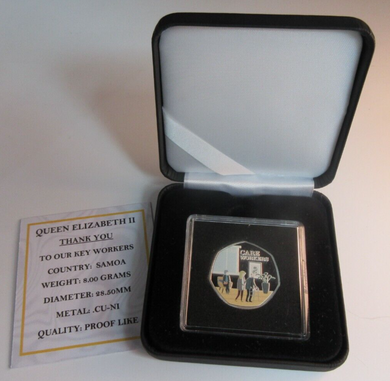 QUEEN ELIZABETH II
THANK YOU
TO OUR KEY WORKERS
COUNTRY: SAMOA
WEIGHT: 8.00 GRAMS
DIAMETER: 28.50MM
METAL: CU-NI
QUALITY: PROOF LIKE
CARE
WORKERS